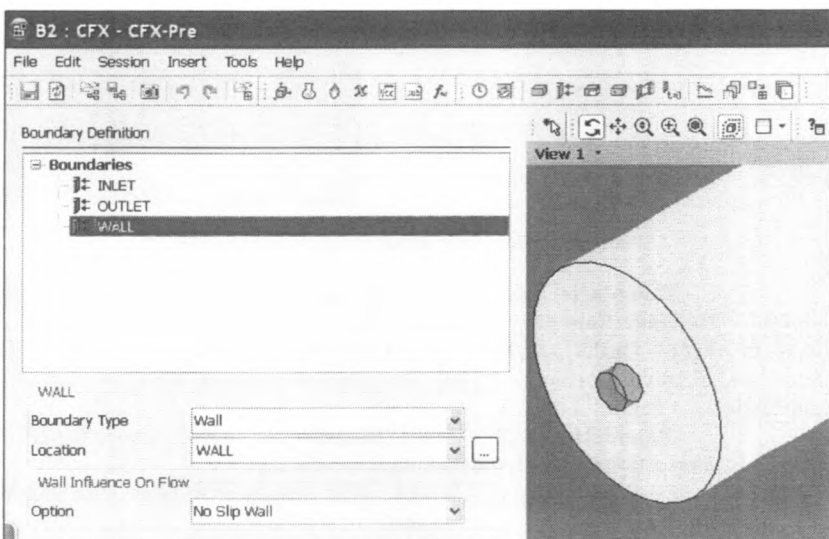 B2 : CFX - CFX-Pre
File Edit Session Insert Tools Help
Boundary Definition
View 1
Boundaries
INLET
OUTLET
WALL
WALL
Boundary Type Wall
Location WALL ...
Wall Influence On Flow
Option No Slip Wall